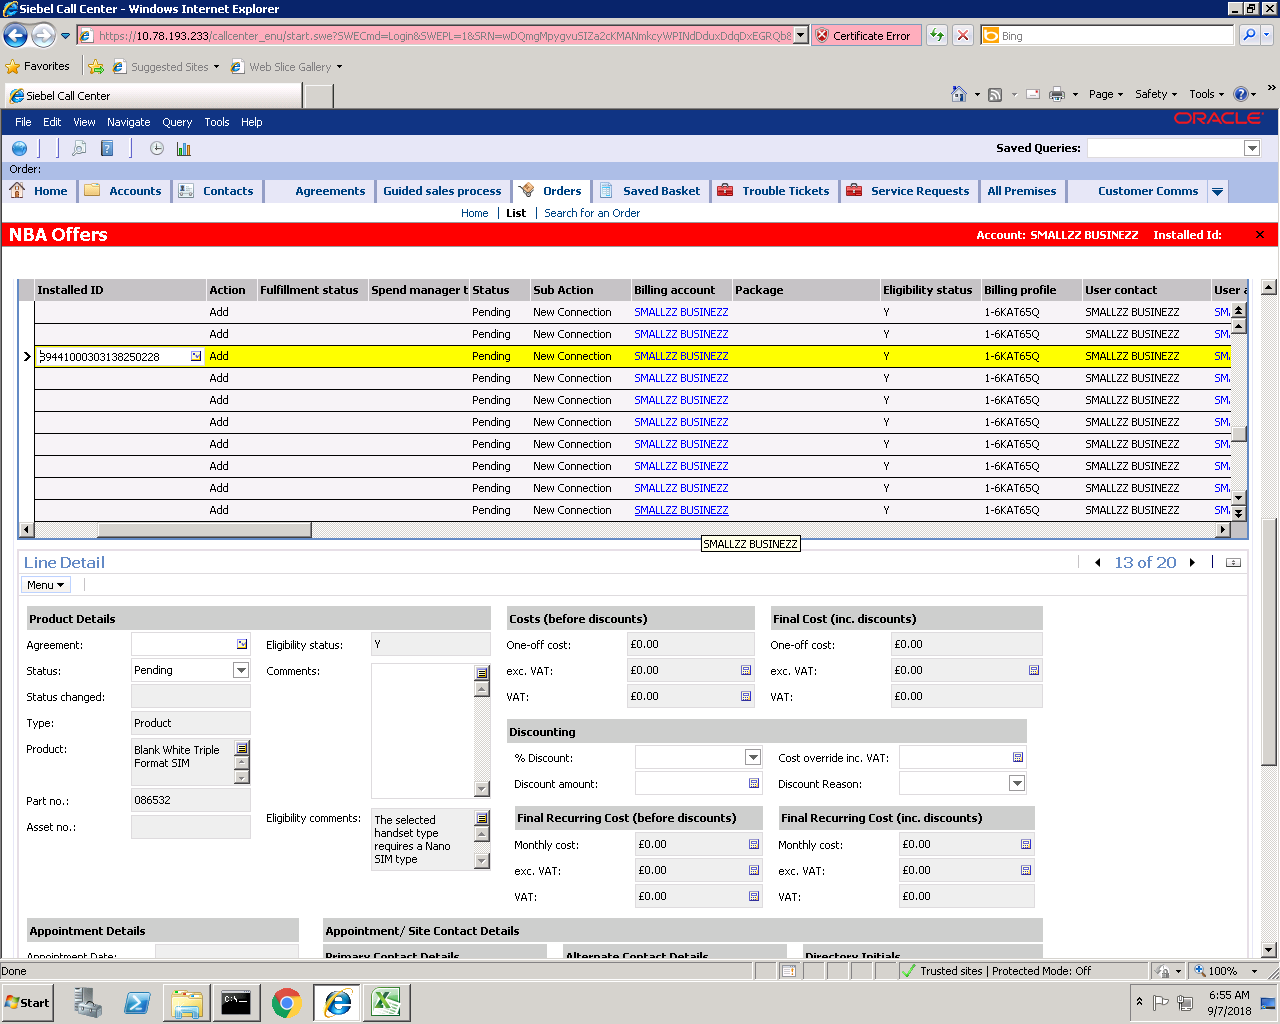 Siebel Call Center - Windows Internet Explorer
https://10.78.193.233/callcenter_enu/start.swe?SWECmd=Login&SWEPL=1&SRN=
Certificate Error
Bing
Favorites Suggested Sites Web Slice Gallery
Siebel Call Center
Page Safety Tools
File Edit View Navigate Query Tools Help
ORACLE
Saved Queries:
Order:
Home Accounts Contacts Agreements Guided sales process Orders Saved Basket Trouble Tickets Service Requests All Premises Customer Comms
Home List Search for an Order
NBA Offers
Account: SMALLZZ BUSINEZZ Installed Id:
Installed ID Action Fulfillment status Spend manager t Status Sub Action Billing account Package Eligibility status Billing profile User contact User
Add Pending New Connection SMALLZZ BUSINEZZ Y 1-6KAT65Q SMALLZZ BUSINEZZ SM
Add Pending New Connection SMALLZZ BUSINEZZ Y 1-6KAT65Q SMALLZZ BUSINEZZ SM
39441000303138250228 Add Pending New Connection SMALLZZ BUSINEZZ Y 1-6KAT65Q SMALLZZ BUSINEZZ SM
Add Pending New Connection SMALLZZ BUSINEZZ Y 1-6KAT65Q SMALLZZ BUSINEZZ SM
Add Pending New Connection SMALLZZ BUSINEZZ Y 1-6KAT65Q SMALLZZ BUSINEZZ SM
Add Pending New Connection SMALLZZ BUSINEZZ Y 1-6KAT65Q SMALLZZ BUSINEZZ SM
Add Pending New Connection SMALLZZ BUSINEZZ Y 1-6KAT65Q SMALLZZ BUSINEZZ SM
Add Pending New Connection SMALLZZ BUSINEZZ Y 1-6KAT65Q SMALLZZ BUSINEZZ SM
Add Pending New Connection SMALLZZ BUSINEZZ Y 1-6KAT65Q SMALLZZ BUSINEZZ SM
Add Pending New Connection SMALLZZ BUSINEZZ Y 1-6KAT65Q SMALLZZ BUSINEZZ SM
SMALLZZ BUSINEZZ
Line Detail
13 of 20
Menu
Product Details Costs (before discounts) Final Cost (inc. discounts)
Agreement: Eligibility status: Y One-off cost: £0.00 One-off cost: £0.00
Status: Pending Comments: exc. VAT: £0.00 exc. VAT: £0.00
Status changed: VAT: £0.00 VAT: £0.00
Type: Product
Discounting
Product: Blank White Triple Format SIM
% Discount: Cost override inc. VAT:
Discount amount: Discount Reason:
Part no.: 086532
Asset no.:
Eligibility comments: The selected handset type requires a Nano SIM type
Final Recurring Cost (before discounts) Final Recurring Cost (inc. discounts)
Monthly cost: £0.00 Monthly cost: £0.00
exc. VAT: £0.00 exc. VAT: £0.00
VAT: £0.00 VAT: £0.00
Appointment Details Appointment/ Site Contact Details
Appointment Date: Primary Contact Details Alternate Contact Details Directory Initials
Done Trusted sites | Protected Mode: Off 100%
Start
6:55 AM
9/7/2018